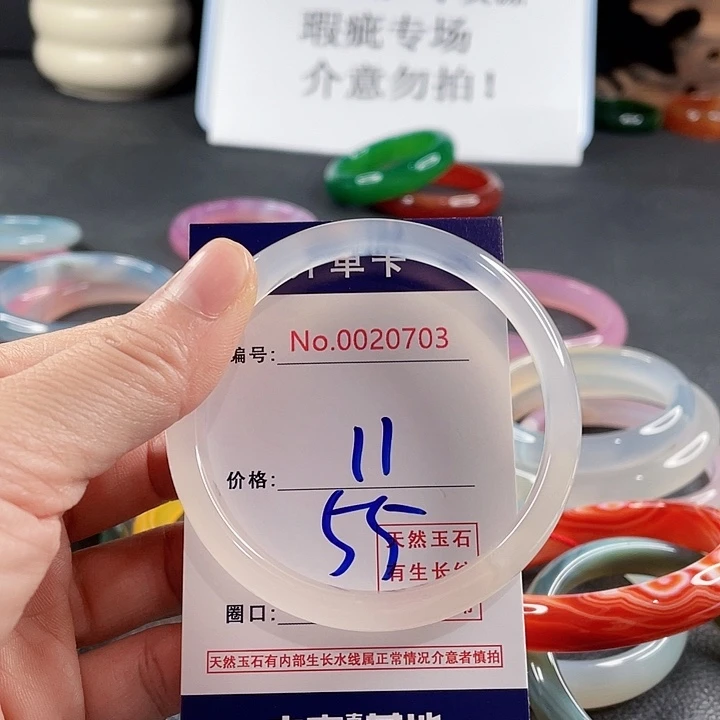 瑕疵专场
介意勿拍！
单卡
编号: No.0020703
价格: 11
55
天然玉石
有生长
圈口:
天然玉石有内部生长水线属正常情况介意者慎拍